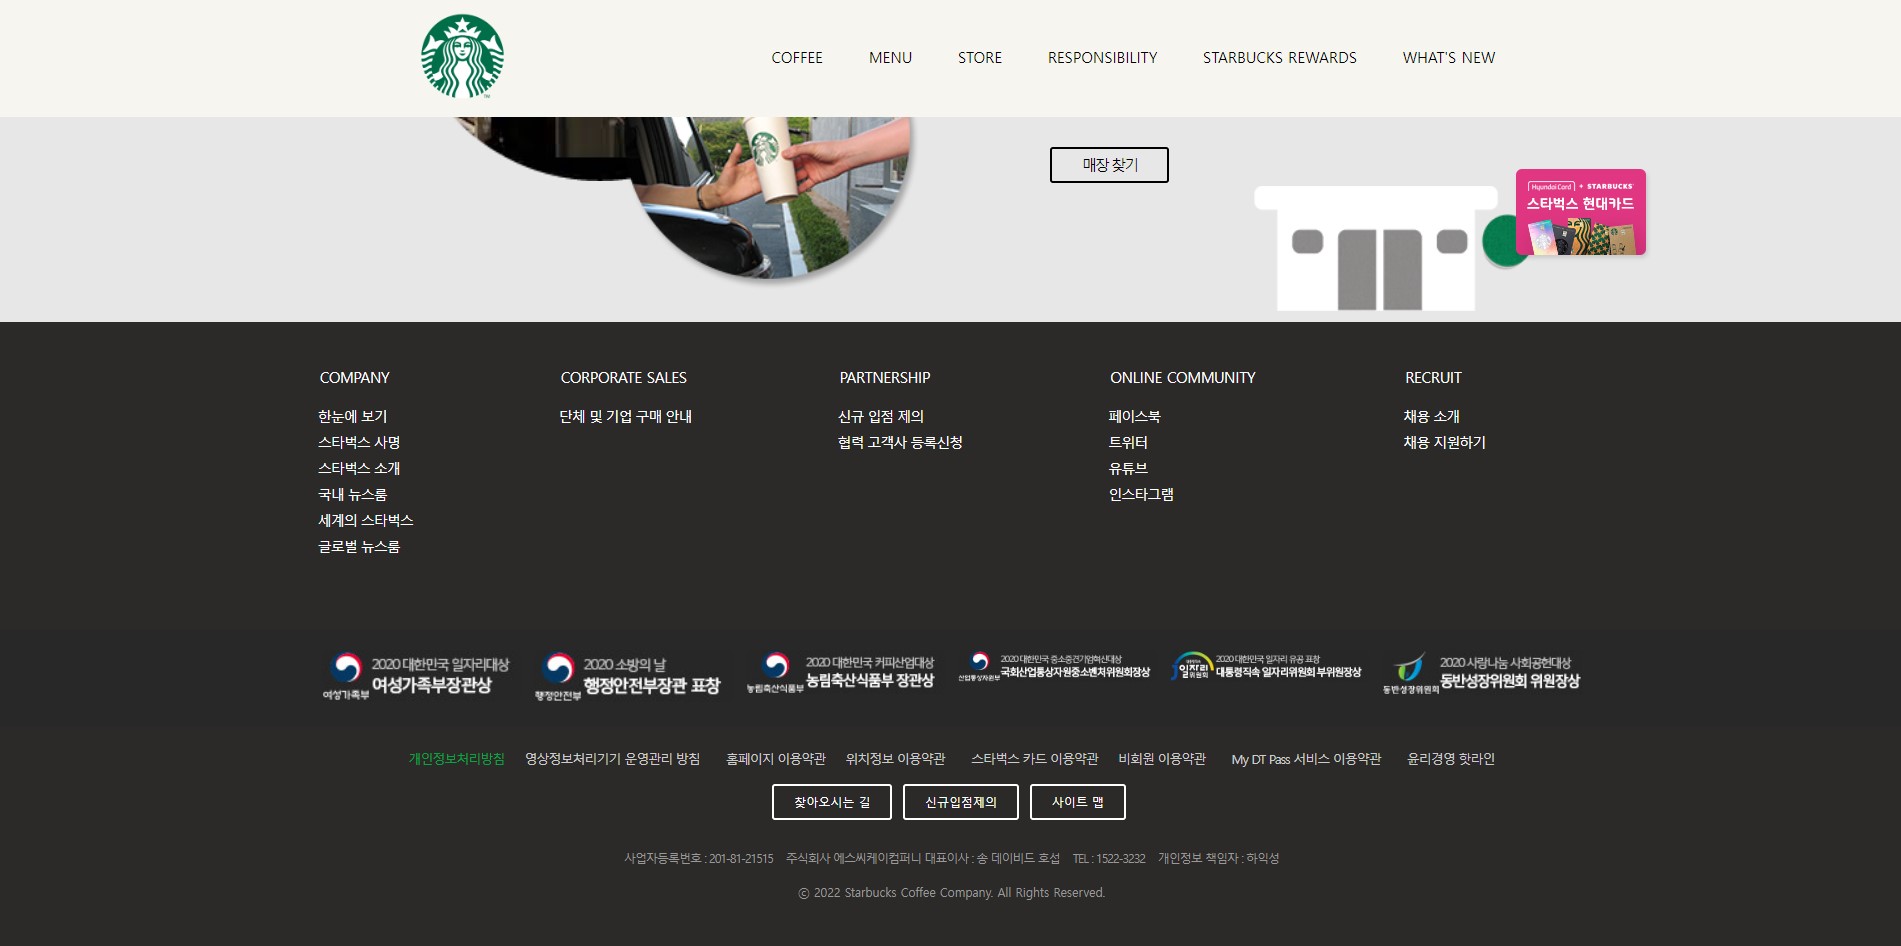 COFFEE MENU STORE RESPONSIBILITY STARBUCKS REWARDS WHAT'S NEW
매장 찾기
Hyundai Card + STARBUCKS
스타벅스 현대카드
COMPANY
한눈에 보기
스타벅스 사명
스타벅스 소개
국내 뉴스룸
세계의 스타벅스
글로벌 뉴스룸
CORPORATE SALES
단체 및 기업 구매 안내
PARTNERSHIP
신규 입점 제의
협력 고객사 등록신청
ONLINE COMMUNITY
페이스북
트위터
유튜브
인스타그램
RECRUIT
채용 소개
채용 지원하기
여성가족부
2020 대한민국 일자리대상
여성가족부장관상
행정안전부
2020 소방의 날
행정안전부장관 표창
농림축산식품부
2020 대한민국 커피산업대상
농림축산식품부 장관상
산업통상자원부
2020 대한민국 중소중견기업혁신대상
국회산업통상자원중소벤처위원회장상
일자리
위원회
2020 대한민국 일자리 유공 표창
대통령직속 일자리위원회 부위원장상
동반성장위원회
2020 사랑나눔 사회공헌대상
동반성장위원회 위원장상
개인정보처리방침 영상정보처리기기 운영관리 방침 홈페이지 이용약관 위치정보 이용약관 스타벅스 카드 이용약관 비회원 이용약관 My DT Pass 서비스 이용약관 윤리경영 핫라인
찾아오시는 길 신규입점제의 사이트 맵
사업자등록번호 : 201-81-21515 주식회사 에스씨케이컴퍼니 대표이사 : 송 데이비드 호섭 TEL : 1522-3232 개인정보 책임자 : 하익성
ⓒ 2022 Starbucks Coffee Company. All Rights Reserved.